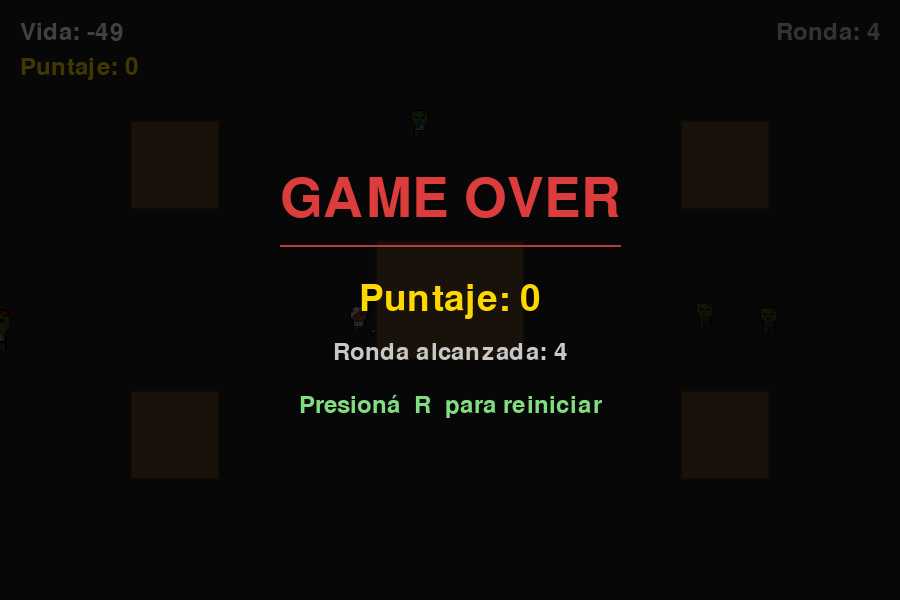 Vida: -49
Ronda: 4
Puntaje: 0
GAME OVER
Puntaje: 0
Ronda alcanzada: 4
Presioná R para reiniciar